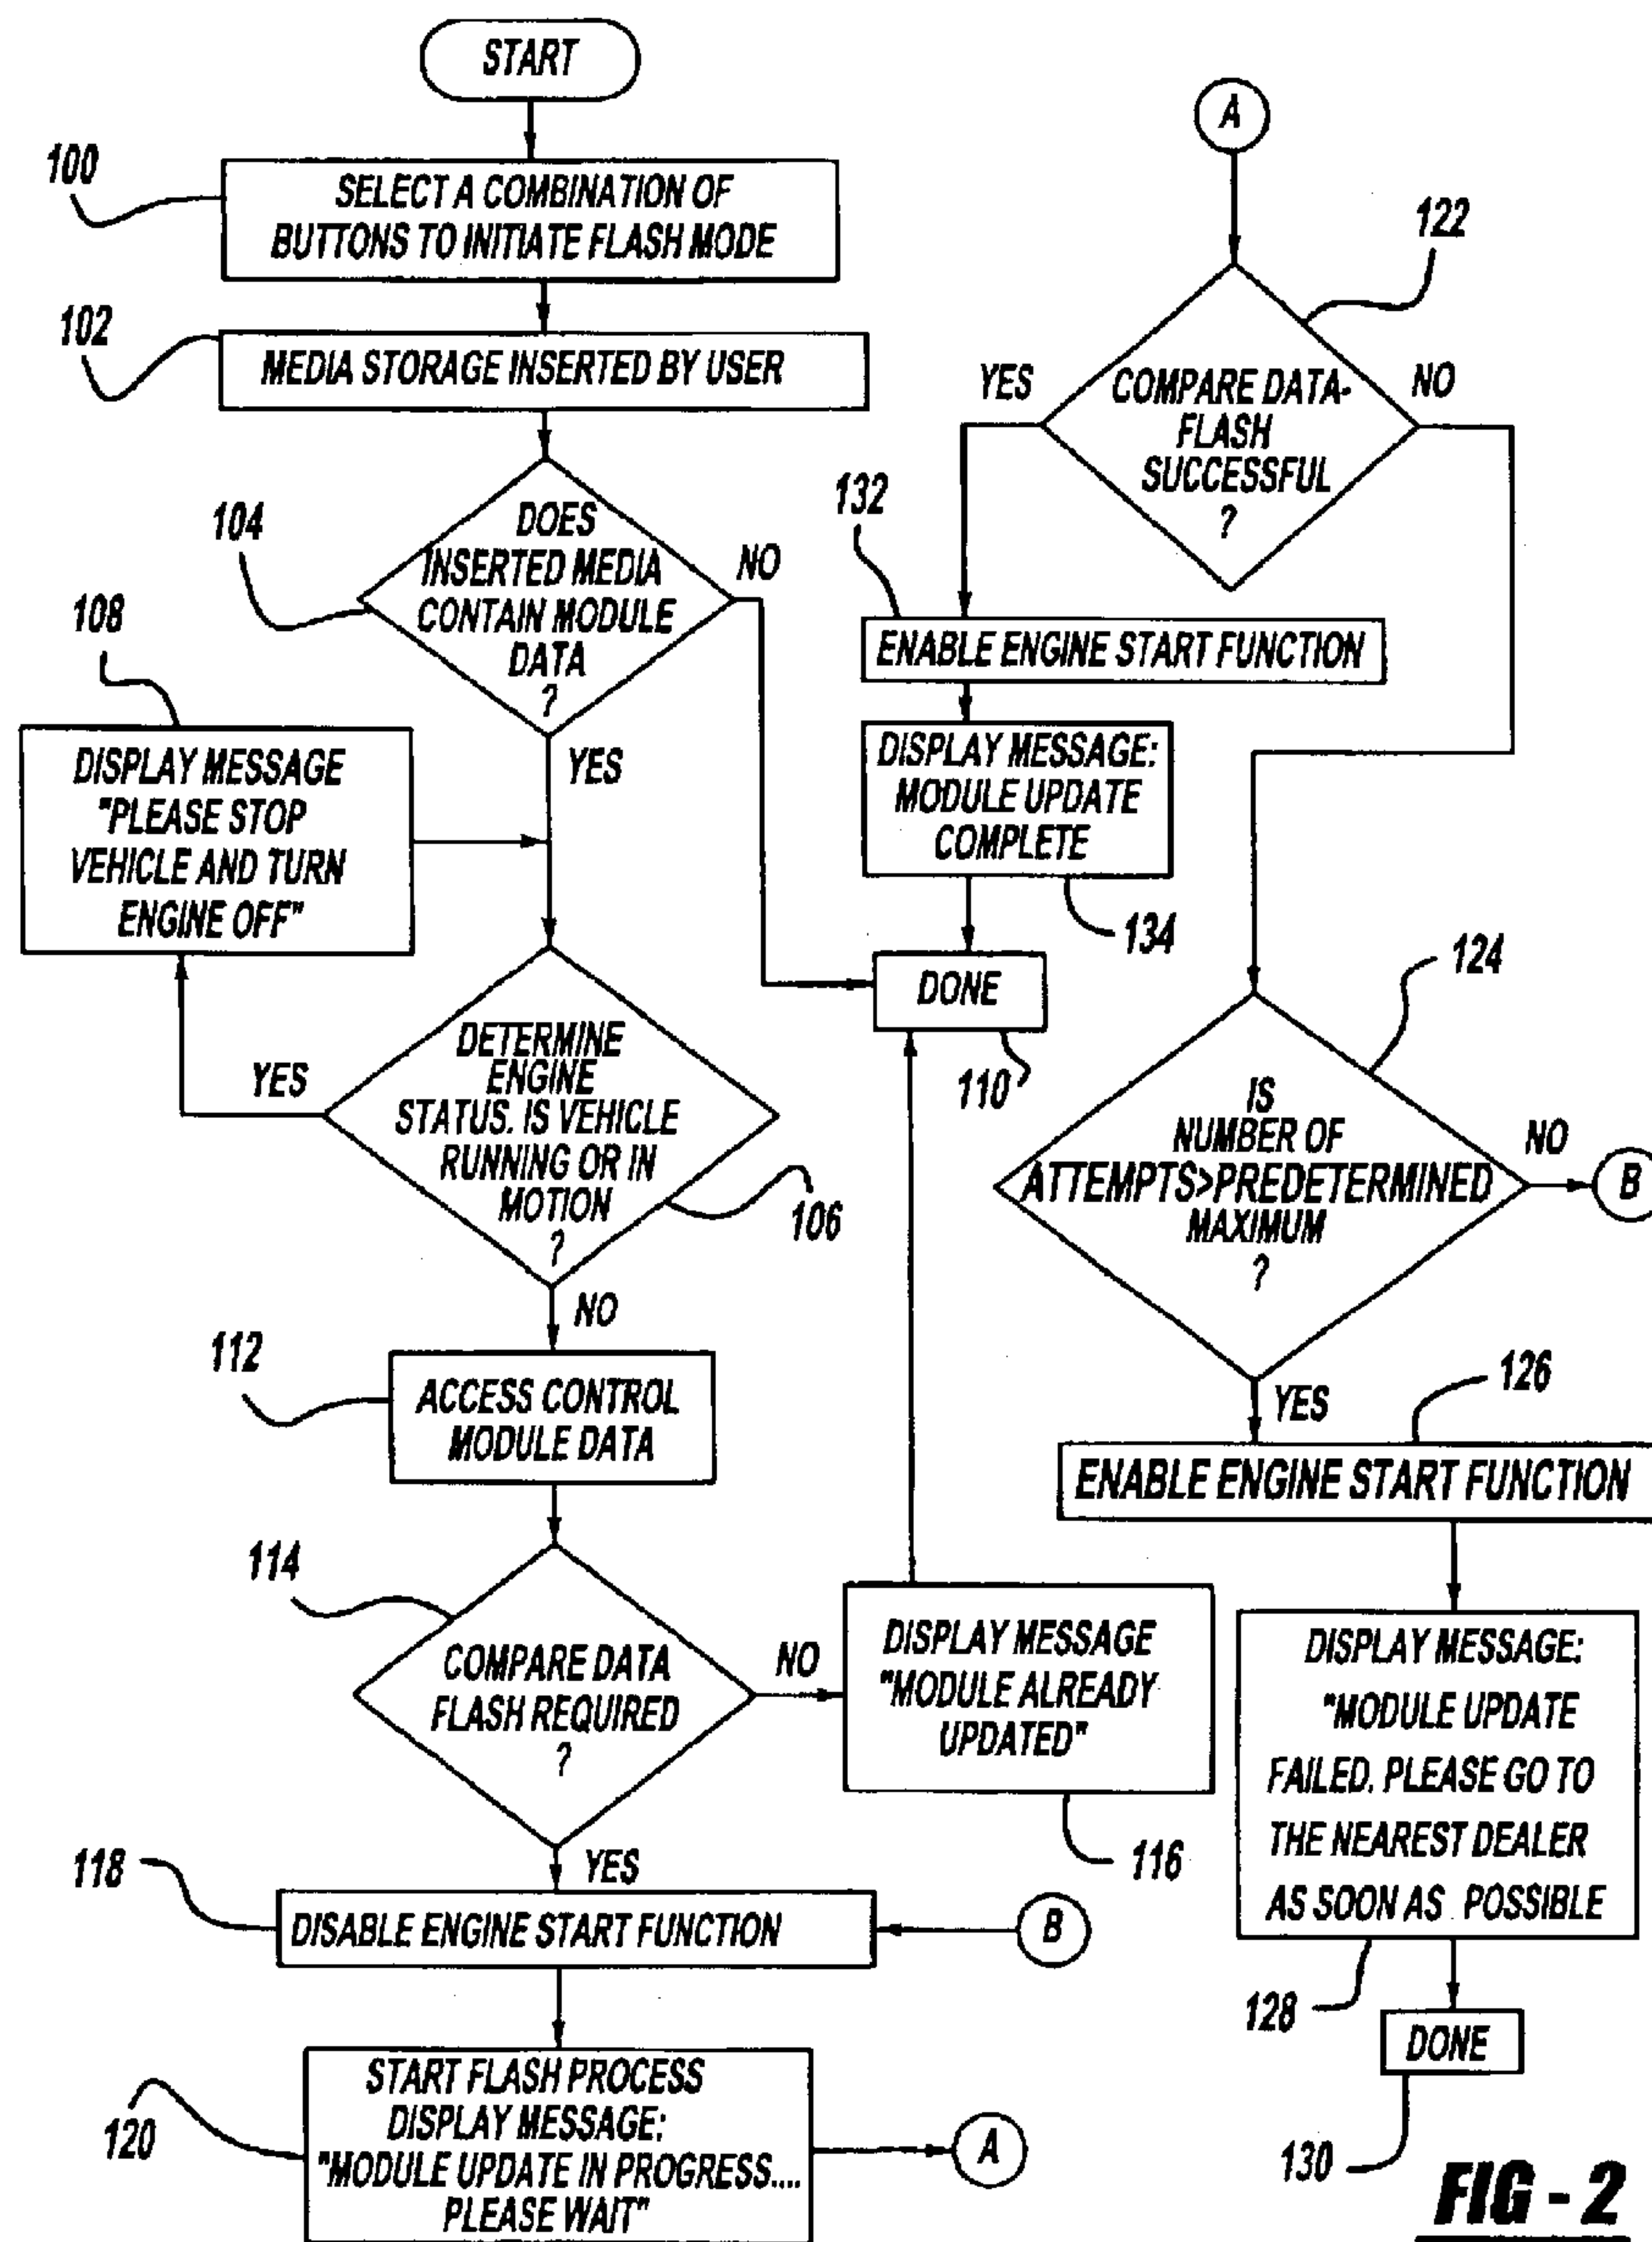 START
100
SELECT A COMBINATION OF
BUTTONS TO INITIATE FLASH MODE
102
MEDIA STORAGE INSERTED BY USER
104
DOES
INSERTED MEDIA
CONTAIN MODULE
DATA
?
NO
YES
108
DISPLAY MESSAGE
"PLEASE STOP
VEHICLE AND TURN
ENGINE OFF"
YES
DETERMINE
ENGINE
STATUS. IS VEHICLE
RUNNING OR IN
MOTION
?
106
NO
112
ACCESS CONTROL
MODULE DATA
114
COMPARE DATA
FLASH REQUIRED
?
NO
DISPLAY MESSAGE
"MODULE ALREADY
UPDATED"
116
YES
118
DISABLE ENGINE START FUNCTION
B
120
START FLASH PROCESS
DISPLAY MESSAGE:
"MODULE UPDATE IN PROGRESS....
PLEASE WAIT"
A
A
122
YES
COMPARE DATA-
FLASH
SUCCESSFUL
?
NO
132
ENABLE ENGINE START FUNCTION
DISPLAY MESSAGE:
MODULE UPDATE
COMPLETE
134
DONE
110
124
IS
NUMBER OF
ATTEMPTS>PREDETERMINED
MAXIMUM
?
NO
B
YES
126
ENABLE ENGINE START FUNCTION
DISPLAY MESSAGE:
"MODULE UPDATE
FAILED. PLEASE GO TO
THE NEAREST DEALER
AS SOON AS POSSIBLE
128
DONE
130
FIG - 2